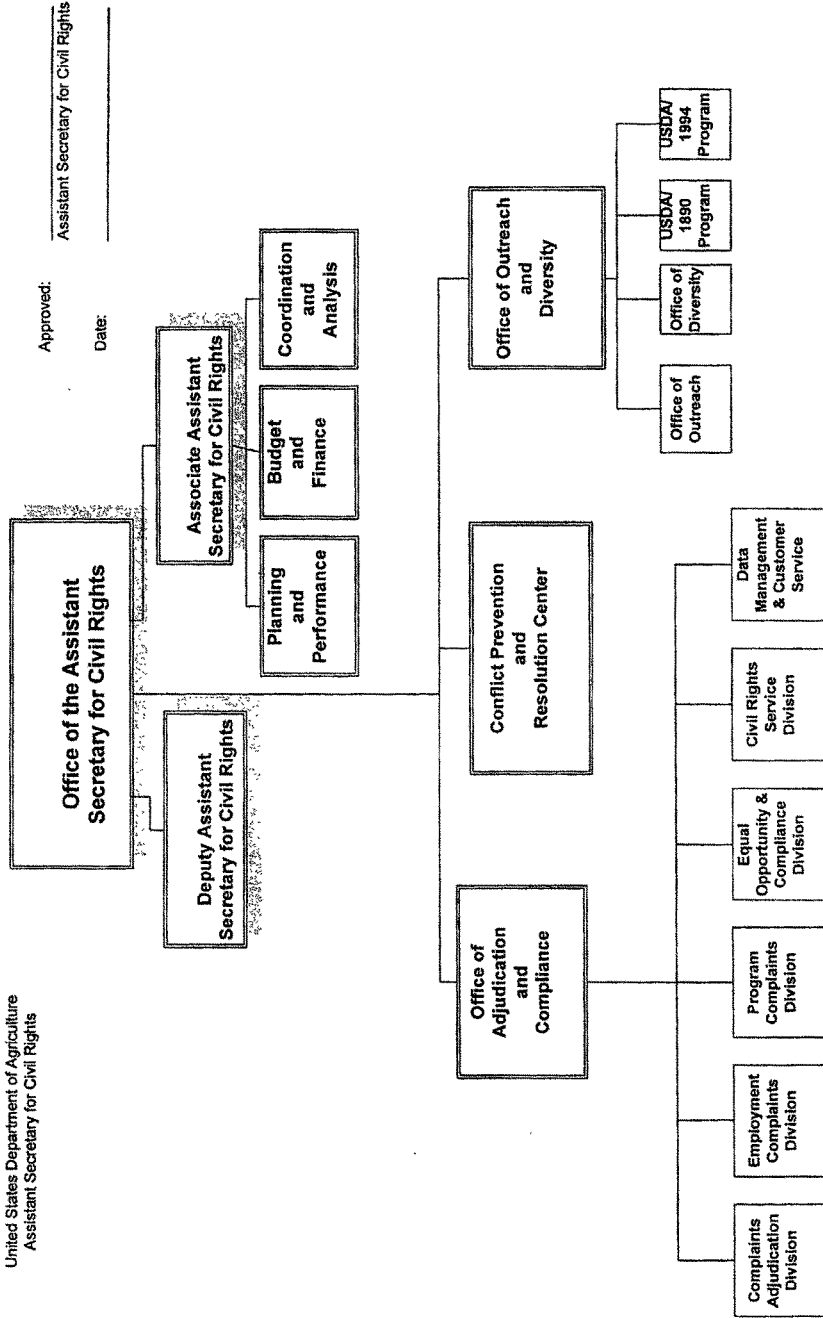 United States Department of Agriculture
Assistant Secretary for Civil Rights
Approved:
Assistant Secretary for Civil Rights
Date:
Office of the Assistant
Secretary for Civil Rights
Deputy Assistant
Secretary for Civil Rights
Associate Assistant
Secretary for Civil Rights
Planning
and
Performance
Budget
and
Finance
Coordination
and
Analysis
Office of
Adjudication
and
Compliance
Conflict Prevention
and
Resolution Center
Office of Outreach
and
Diversity
Complaints
Adjudication
Division
Employment
Complaints
Division
Program
Complaints
Division
Equal
Opportunity &
Compliance
Division
Civil Rights
Service
Division
Data
Management
& Customer
Service
Office of
Outreach
Office of
Diversity
USDA/
1890
Program
USDA/
1994
Program